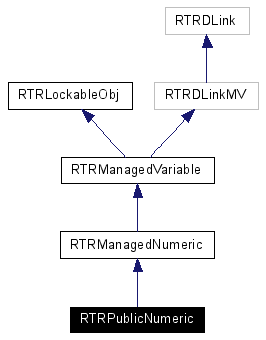 RTRDLink
RTRLockableObj
RTRDLinkMV
RTRManagedVariable
RTRManagedNumeric
RTRPublicNumeric